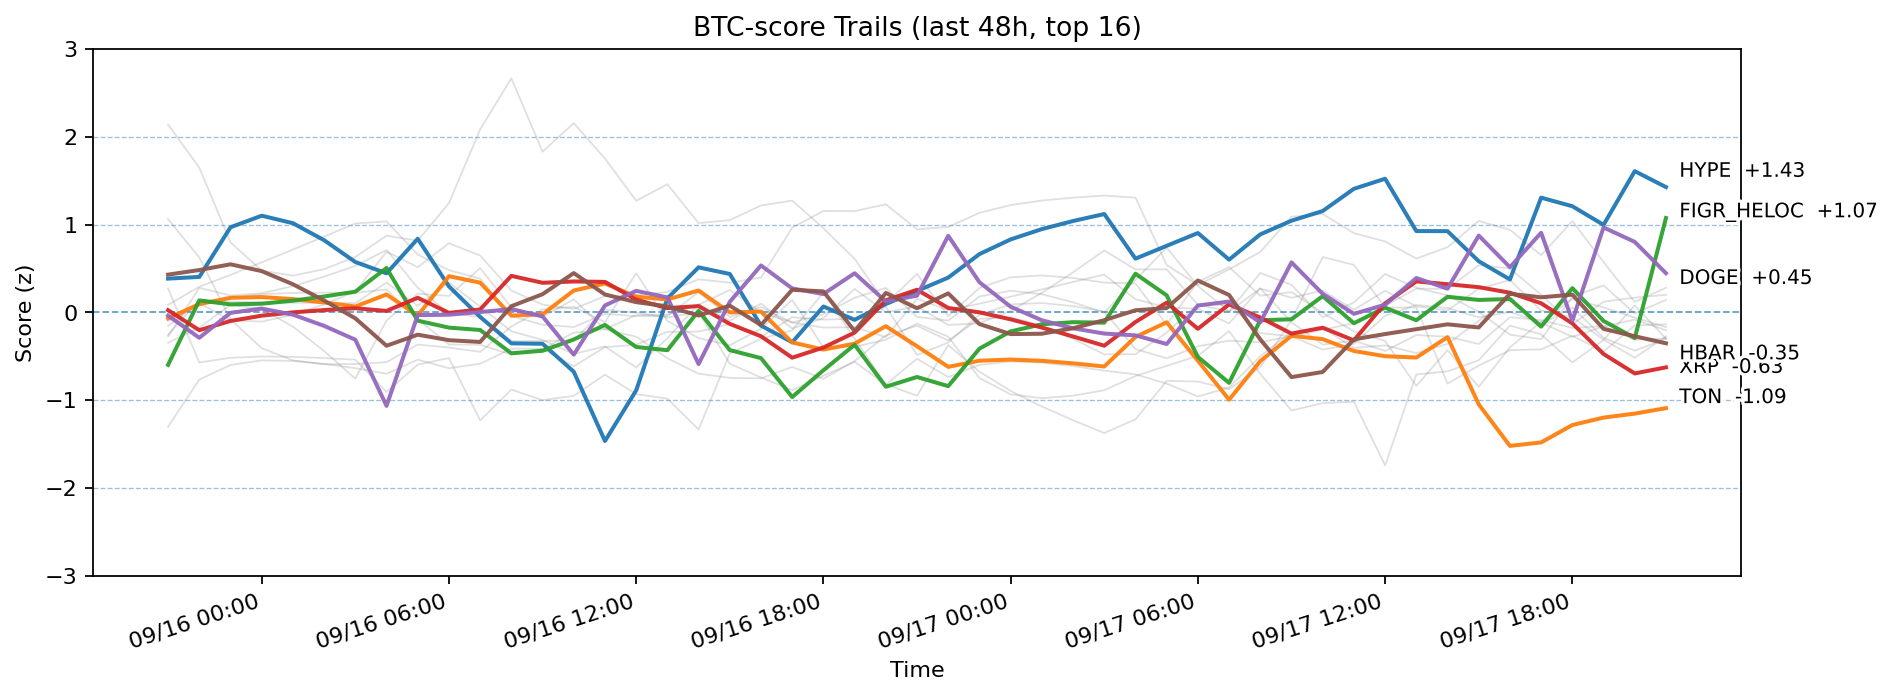 BTC-score Trails (last 48h, top 16)
Score (z)
3
2
1
0
−1
−2
−3
HYPE +1.43
FIGR_HELOC +1.07
DOGE +0.45
HBAR -0.35
XRP -0.63
TON -1.09
09/16 00:00
09/16 06:00
09/16 12:00
09/16 18:00
09/17 00:00
09/17 06:00
09/17 12:00
09/17 18:00
Time